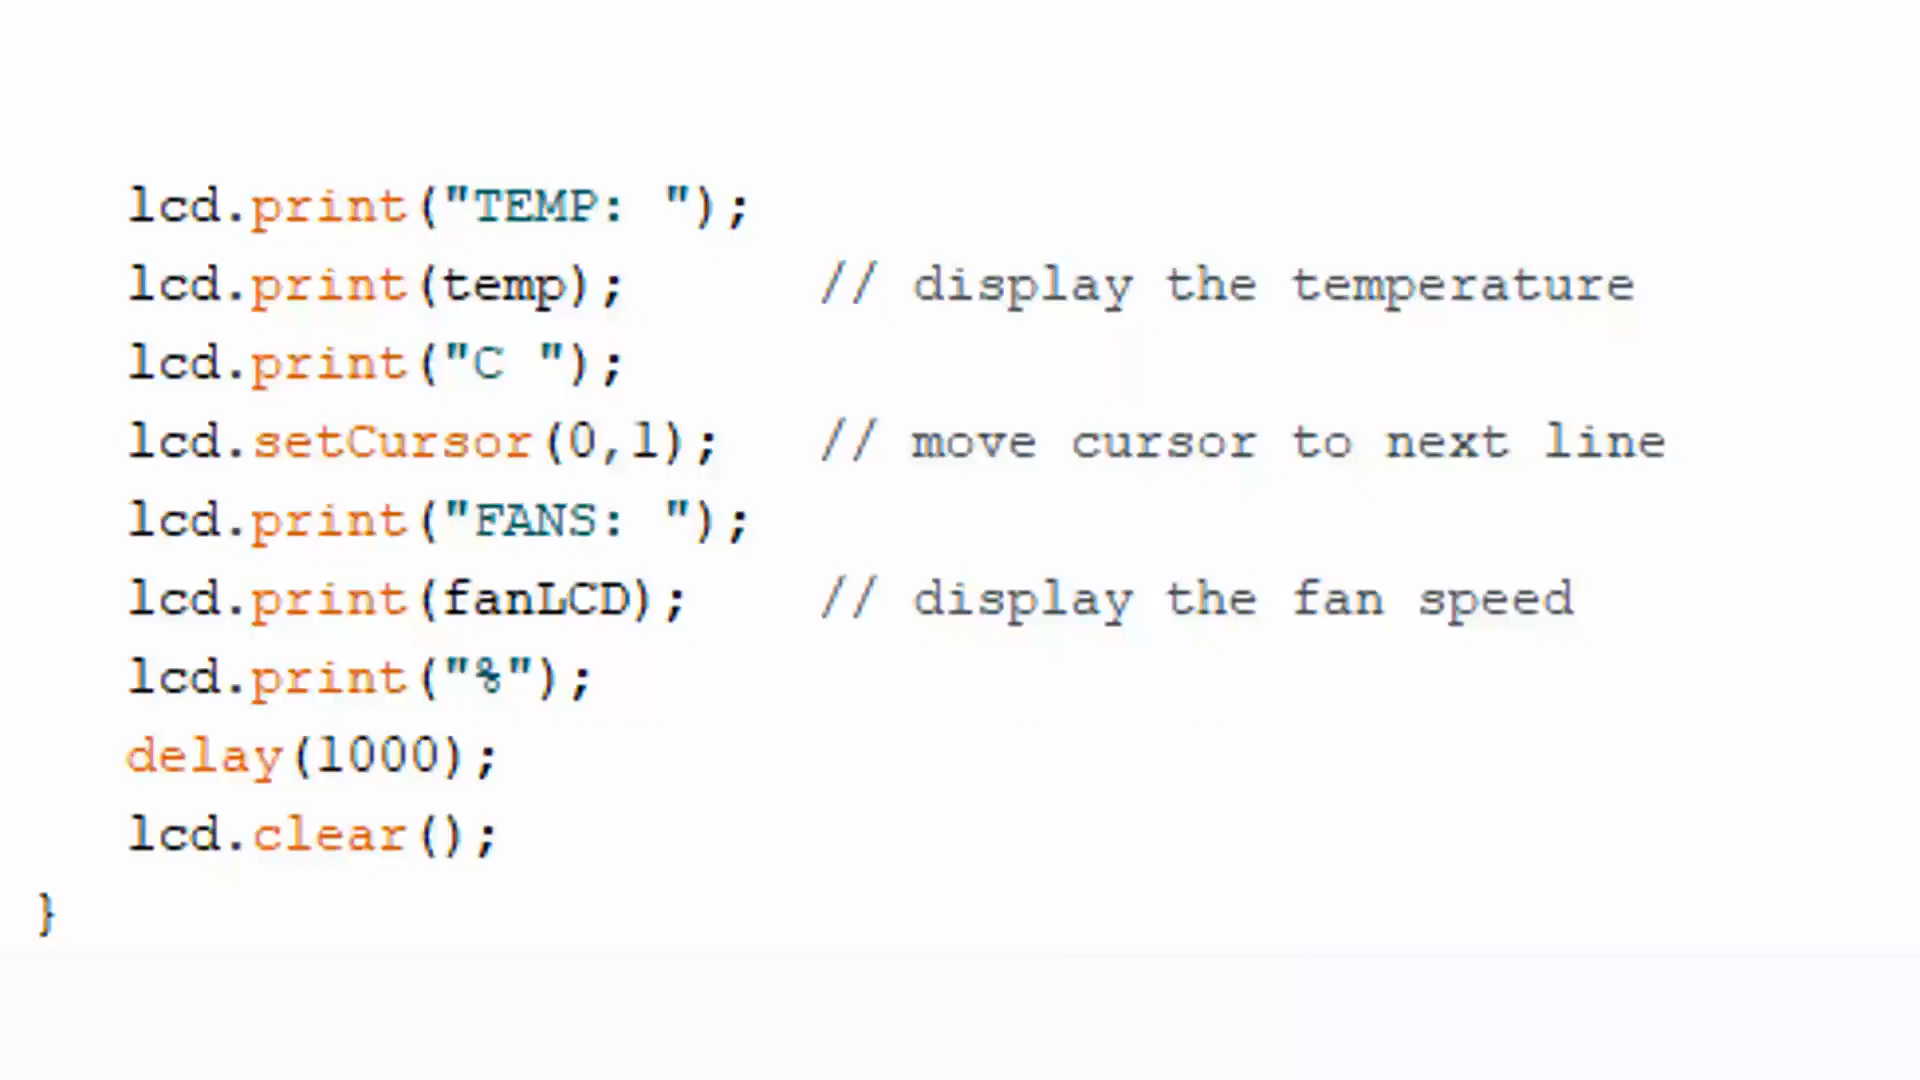 lcd.print("TEMP: ");
lcd.print(temp);      // display the temperature
lcd.print("C ");
lcd.setCursor(0,1);   // move cursor to next line
lcd.print("FANS: ");
lcd.print(fanLCD);    // display the fan speed
lcd.print("%");
delay(1000);
lcd.clear();
}